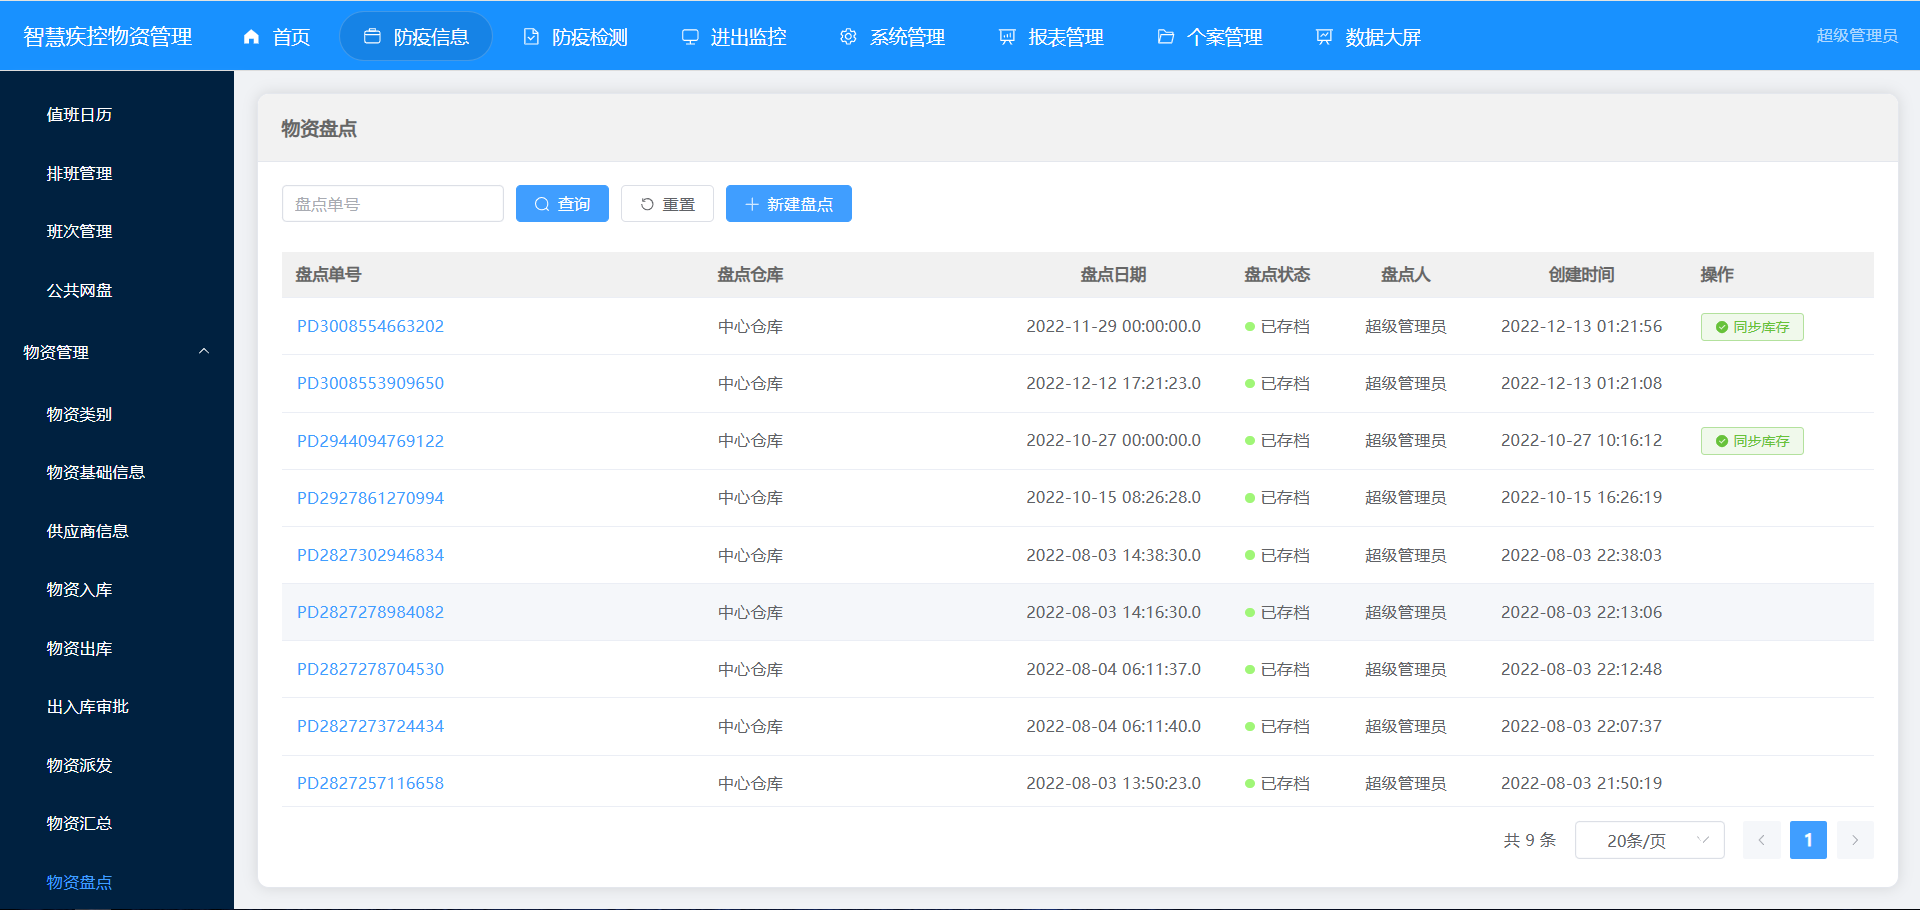 智慧疾控物资管理 首页 防疫信息 防疫检测 进出监控 系统管理 报表管理 个案管理 数据大屏 超级管理员
值班日历
排班管理
班次管理
公共网盘
物资管理
物资类别
物资基础信息
供应商信息
物资入库
物资出库
出入库审批
物资派发
物资汇总
物资盘点
物资盘点
盘点单号 查询 重置 新建盘点
盘点单号 盘点仓库 盘点日期 盘点状态 盘点人 创建时间 操作
PD3008554663202 中心仓库 2022-11-29 00:00:00.0 已存档 超级管理员 2022-12-13 01:21:56 同步库存
PD3008553909650 中心仓库 2022-12-12 17:21:23.0 已存档 超级管理员 2022-12-13 01:21:08
PD2944094769122 中心仓库 2022-10-27 00:00:00.0 已存档 超级管理员 2022-10-27 10:16:12 同步库存
PD2927861270994 中心仓库 2022-10-15 08:26:28.0 已存档 超级管理员 2022-10-15 16:26:19
PD2827302946834 中心仓库 2022-08-03 14:38:30.0 已存档 超级管理员 2022-08-03 22:38:03
PD2827278984082 中心仓库 2022-08-03 14:16:30.0 已存档 超级管理员 2022-08-03 22:13:06
PD2827278704530 中心仓库 2022-08-04 06:11:37.0 已存档 超级管理员 2022-08-03 22:12:48
PD2827273724434 中心仓库 2022-08-04 06:11:40.0 已存档 超级管理员 2022-08-03 22:07:37
PD2827257116658 中心仓库 2022-08-03 13:50:23.0 已存档 超级管理员 2022-08-03 21:50:19
共 9 条 20条/页 1